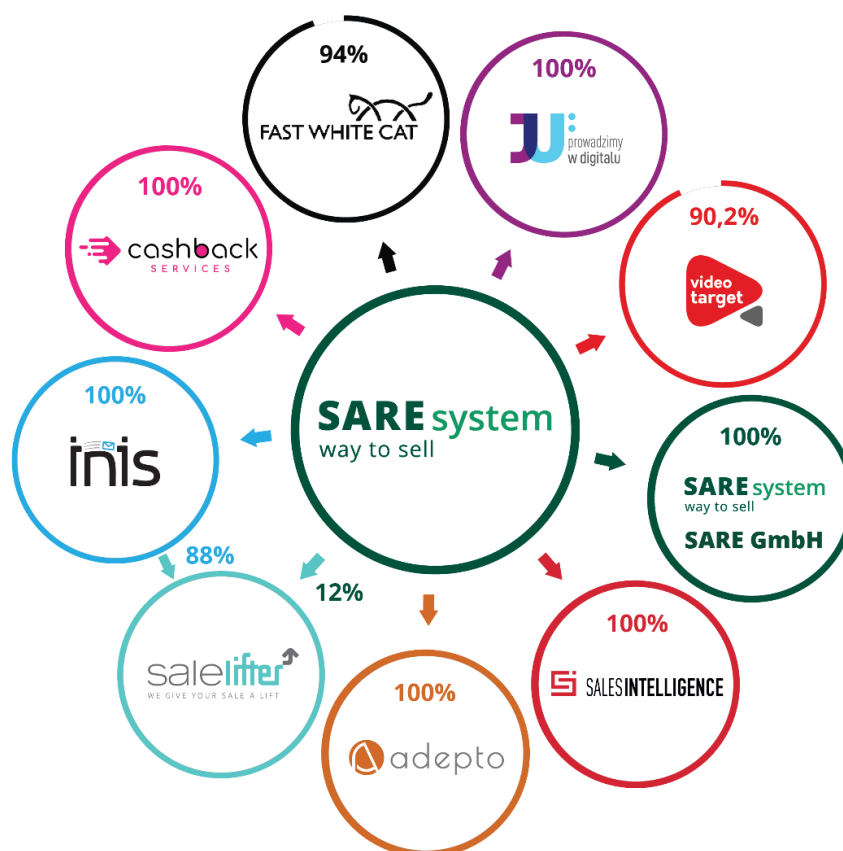 94%
FAST WHITE CAT
100%
JU:
prowadzimy
w digitalu
100%
cashback
SERVICES
90,2%
video
target
SARE system
way to sell
100%
inis
100%
SARE system
way to sell
SARE GmbH
88%
12%
salelifter
WE GIVE YOUR SALE A LIFT
100%
adepto
100%
SALESINTELLIGENCE